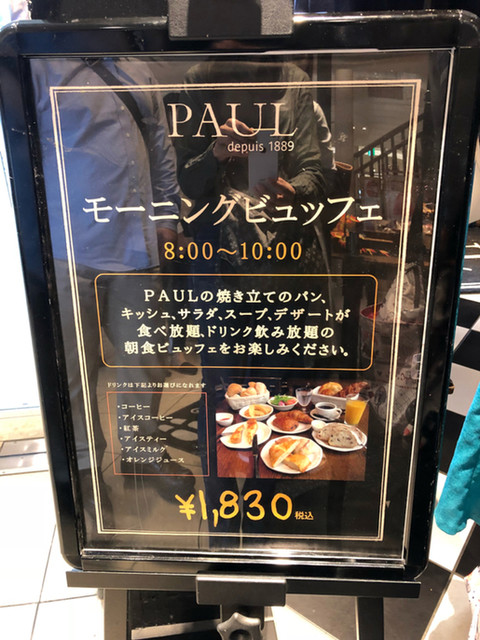 PAUL
depuis 1889
モーニングビュッフェ
8:00～10:00
PAULの焼き立てのパン、
キッシュ、サラダ、スープ、デザートが
食べ放題、ドリンク飲み放題の
朝食ビュッフェをお楽しみください。
ドリンクは下記よりお選びになれます
・コーヒー
・アイスコーヒー
・紅茶
・アイスティー
・アイスミルク
・オレンジジュース
¥1,830税込